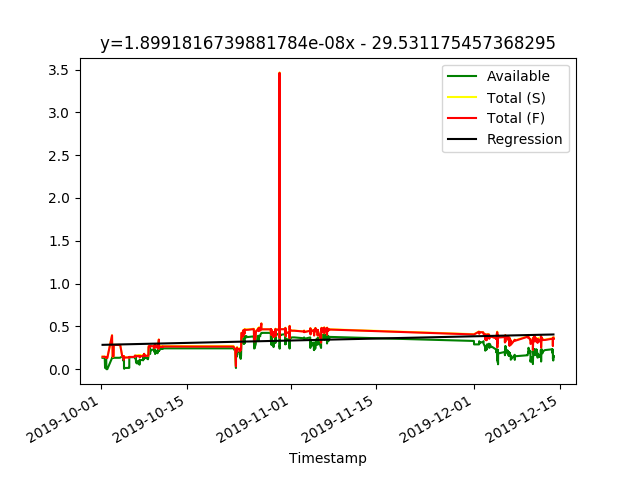 y=1.8991816739881784e-08x - 29.531175457368295
Available
Total (S)
Total (F)
Regression
3.5
3.0
2.5
2.0
1.5
1.0
0.5
0.0
2019-10-01
2019-10-15
2019-11-01
2019-11-15
2019-12-01
2019-12-15
Timestamp